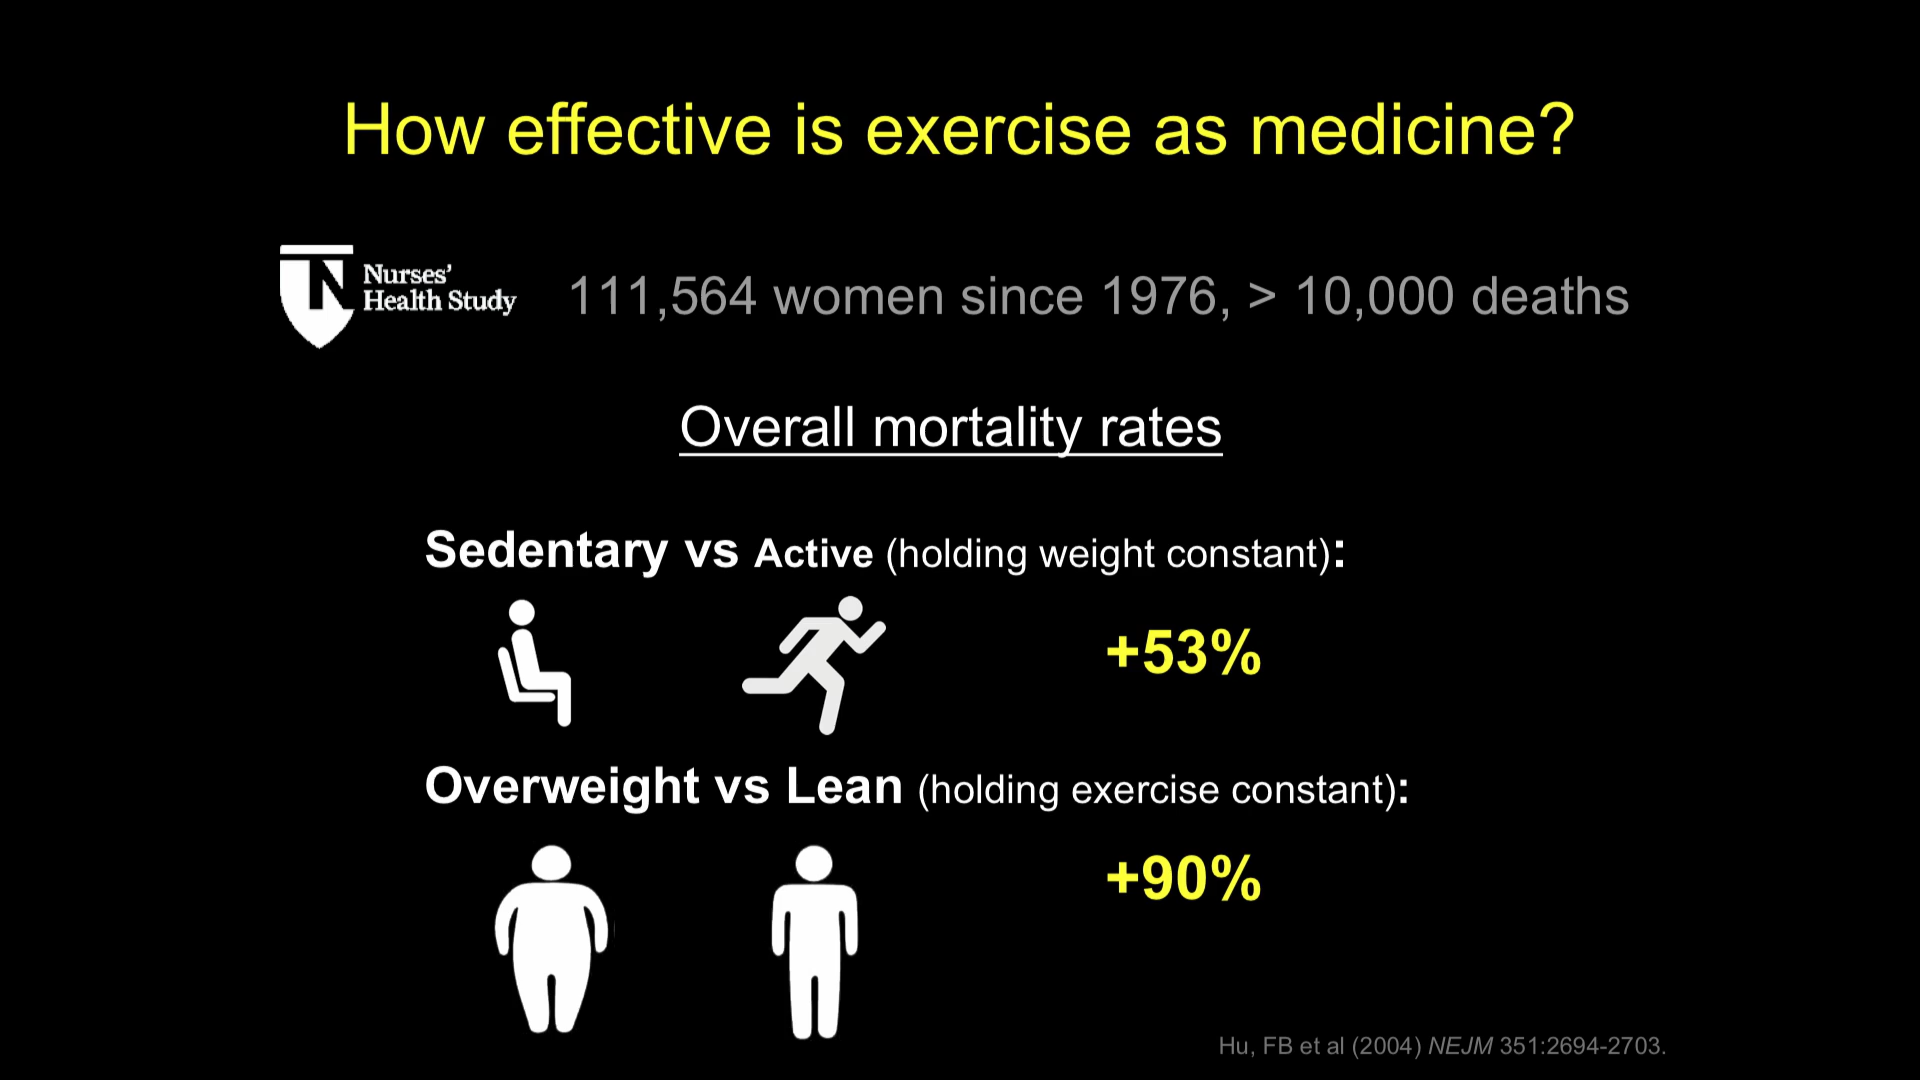 How effective is exercise as medicine?
Nurses’
Health Study
111,564 women since 1976, > 10,000 deaths
Overall mortality rates
Sedentary vs Active (holding weight constant):
+53%
Overweight vs Lean (holding exercise constant):
+90%
Hu, FB et al (2004) NEJM 351:2694-2703.